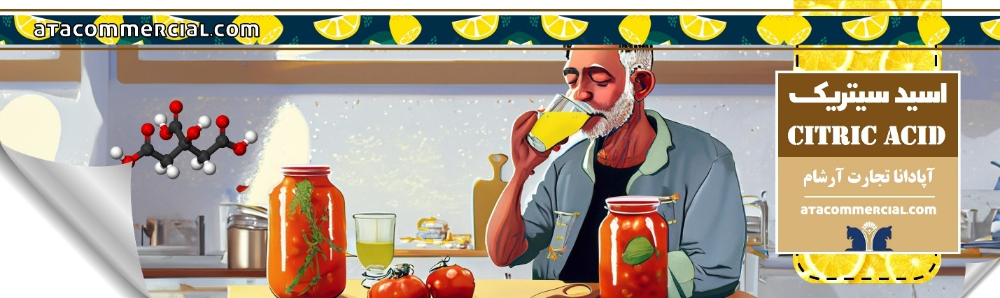 atacommercial.com
اسید سیتریک
CITRIC ACID
آپادانا تجارت آرشام
atacommercial.com